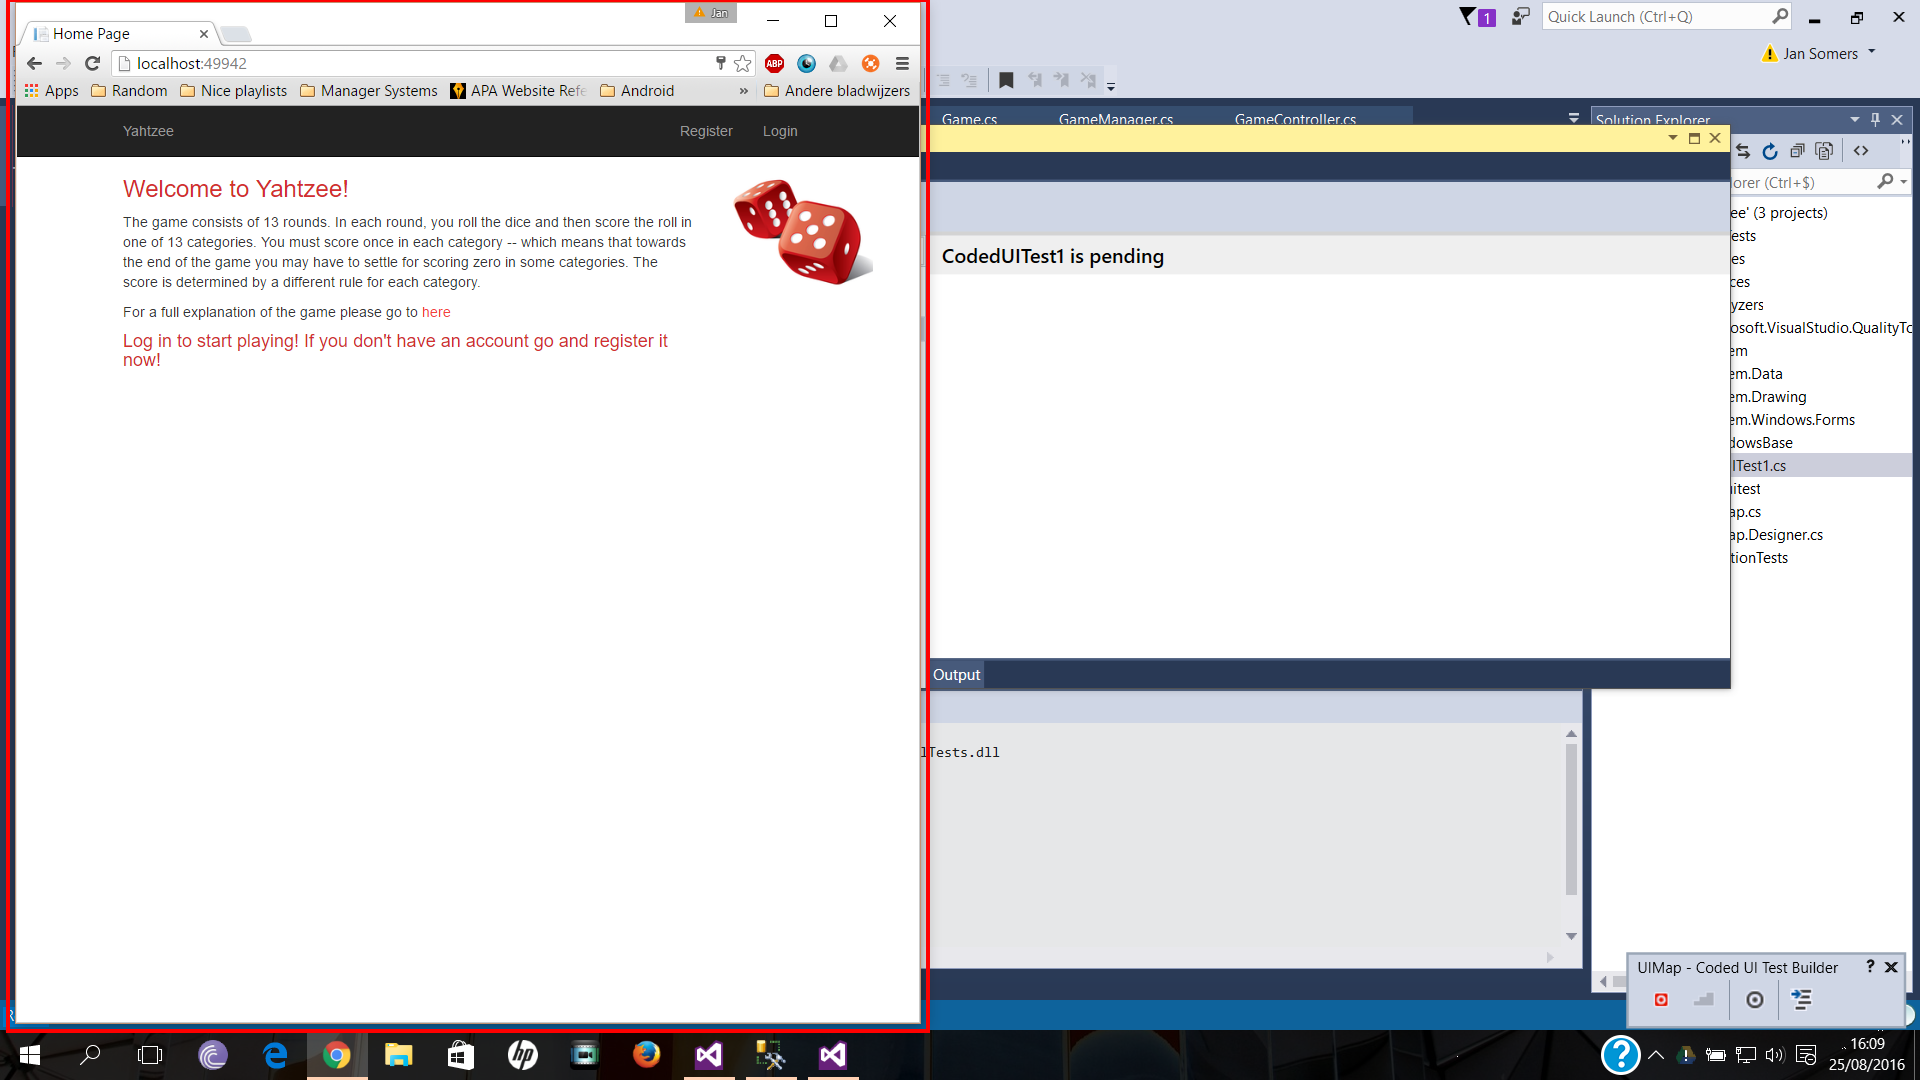 Jan
Home Page
localhost:49942
Apps Random Nice playlists Manager Systems APA Website Refe Android » Andere bladwijzers
Yahtzee Register Login
Welcome to Yahtzee!
The game consists of 13 rounds. In each round, you roll the dice and then score the roll in
one of 13 categories. You must score once in each category -- which means that towards
the end of the game you may have to settle for scoring zero in some categories. The
score is determined by a different rule for each category.
For a full explanation of the game please go to here
Log in to start playing! If you don't have an account go and register it
now!
1
Quick Launch (Ctrl+Q)
Jan Somers
Game.cs GameManager.cs GameController.cs
CodedUITest1 is pending
Output
lTests.dll
Solution Explorer
orer (Ctrl+$)
ee' (3 projects)
ests
es
ces
yzers
osoft.VisualStudio.QualityTo
em
em.Data
em.Drawing
em.Windows.Forms
dowsBase
ITest1.cs
itest
ap.cs
ap.Designer.cs
tionTests
UIMap - Coded UI Test Builder ?
ABP
hp
?
16:09
25/08/2016